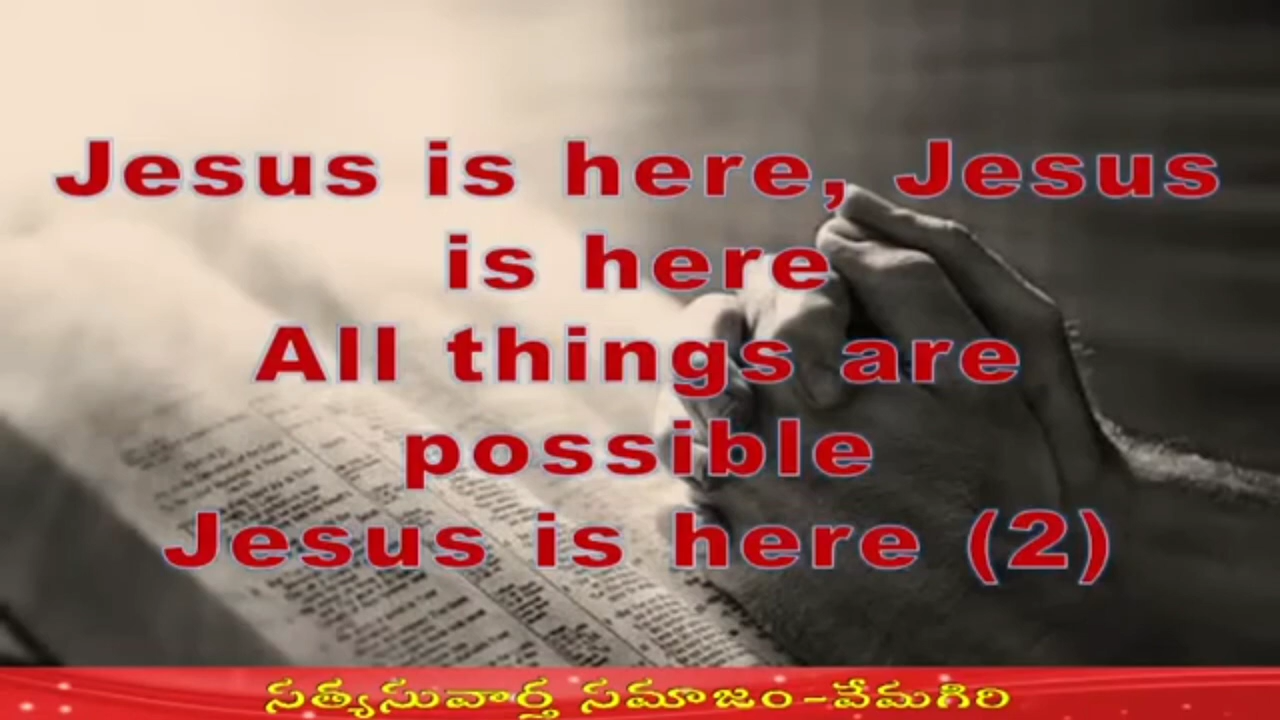 Jesus is here, Jesus
is here
All things are
possible
Jesus is here (2)
సత్యసువార్త సమాజం-వేమగిరి